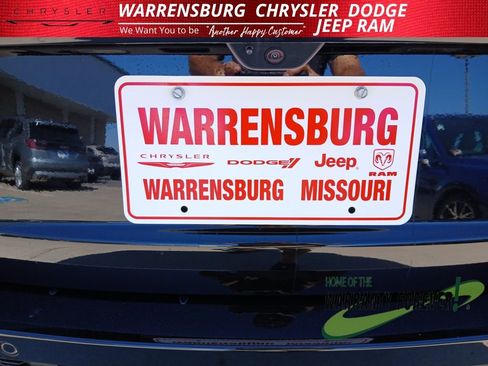 CHRYSLER
WARRENSBURG CHRYSLER DODGE
JEEP RAM
We Want You to be "Another Happy Customer"
WARRENSBURG
CHRYSLER DODGE Jeep RAM
WARRENSBURG MISSOURI
HOME OF THE